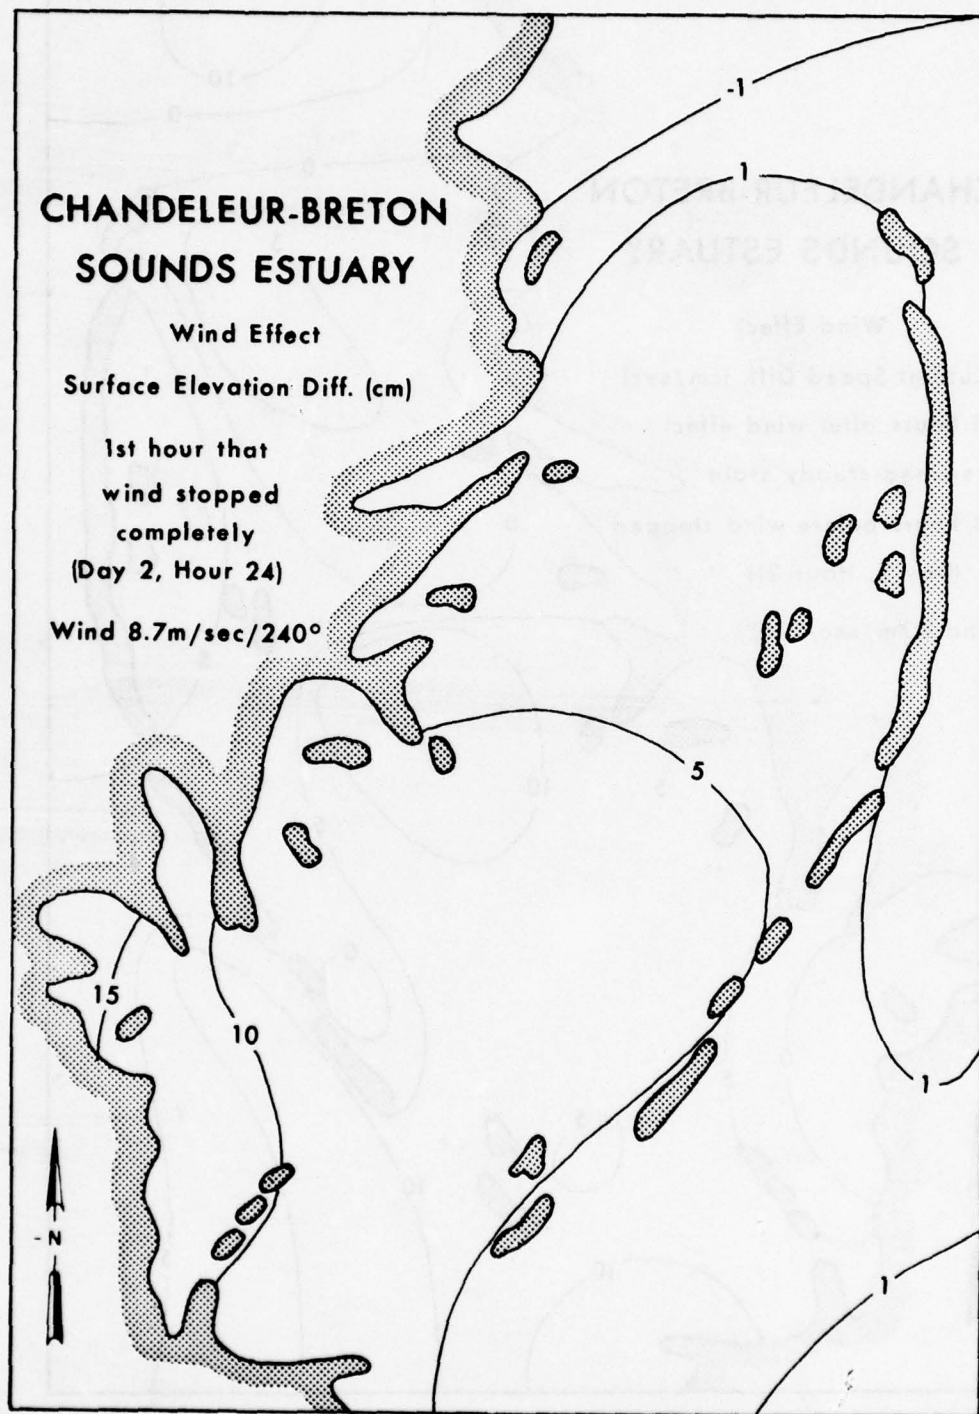 CHANDELEUR-BRETON
SOUNDS ESTUARY
Wind Effect
Surface Elevation Diff. (cm)
1st hour that
wind stopped
completely
(Day 2, Hour 24)
Wind 8.7m/sec/240°
-1
1
5
15
10
1
1
N